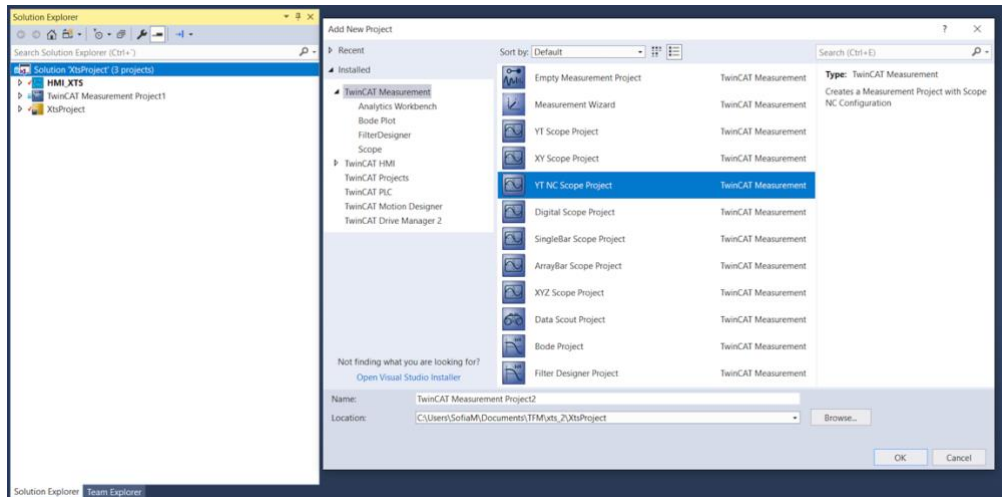 Solution Explorer
Search Solution Explorer (Ctrl+´)
Solution 'XtsProject' (3 projects)
HMI_XTS
TwinCAT Measurement Project1
XtsProject
Solution Explorer Team Explorer
Add New Project
? ×
Recent
Installed
TwinCAT Measurement
Analytics Workbench
Bode Plot
FilterDesigner
Scope
TwinCAT HMI
TwinCAT Projects
TwinCAT PLC
TwinCAT Motion Designer
TwinCAT Drive Manager 2
Not finding what you are looking for?
Open Visual Studio Installer
Sort by: Default
Empty Measurement Project TwinCAT Measurement
Measurement Wizard TwinCAT Measurement
YT Scope Project TwinCAT Measurement
XY Scope Project TwinCAT Measurement
YT NC Scope Project TwinCAT Measurement
Digital Scope Project TwinCAT Measurement
SingleBar Scope Project TwinCAT Measurement
ArrayBar Scope Project TwinCAT Measurement
XYZ Scope Project TwinCAT Measurement
Data Scout Project TwinCAT Measurement
Bode Project TwinCAT Measurement
Filter Designer Project TwinCAT Measurement
Search (Ctrl+E)
Type: TwinCAT Measurement
Creates a Measurement Project with Scope
NC Configuration
Name: TwinCAT Measurement Project2
Location: C:\Users\SofiaM\Documents\TFM\xts_2\XtsProject
Browse...
OK Cancel